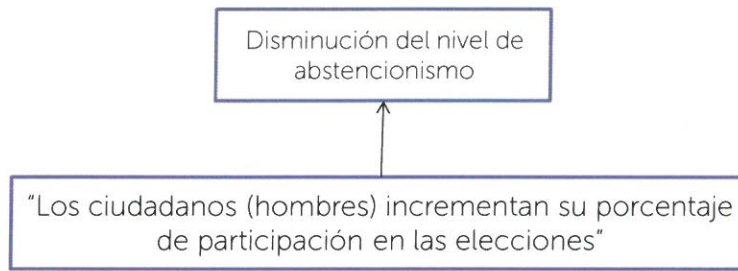 Disminución del nivel de
abstencionismo
“Los ciudadanos (hombres) incrementan su porcentaje
de participación en las elecciones”